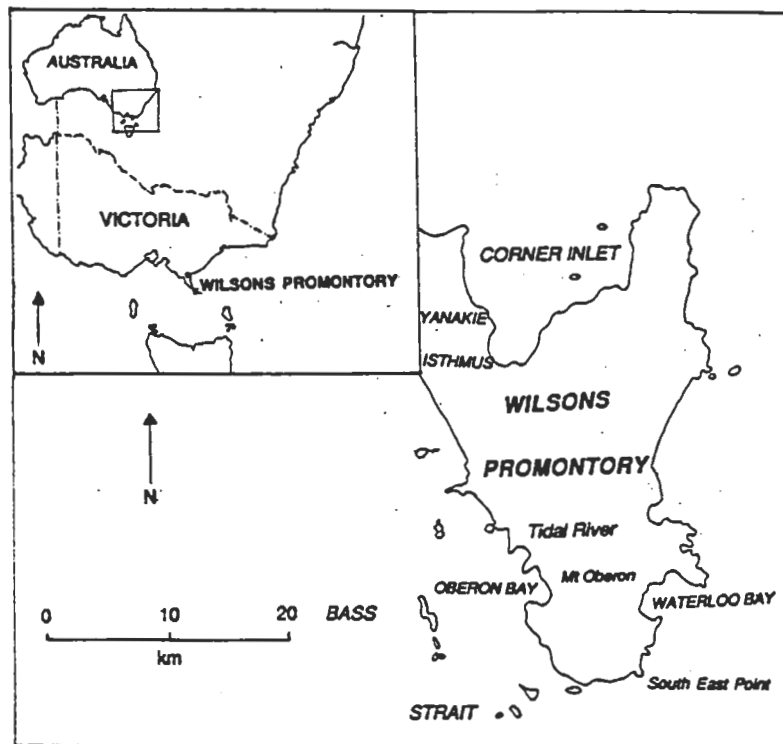 AUSTRALIA
VICTORIA
WILSONS PROMONTORY
N
CORNER INLET
YANAKIE
ISTHMUS
WILSONS
PROMONTORY
N
Tidal River
Mt Oberon
OBERON BAY
WATERLOO BAY
0 10 20
km
BASS
South East Point
STRAIT